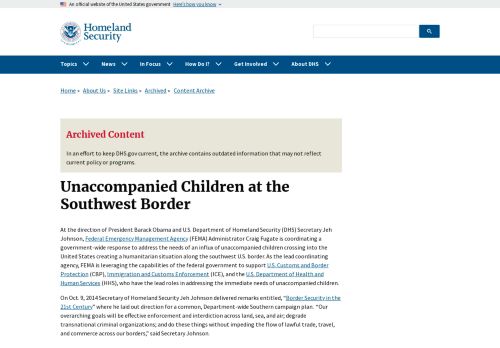 An official website of the United States government Here's how you know
Homeland
Security
Topics News In Focus How Do I? Get Involved About DHS
Home » About Us » Site Links » Archived » Content Archive
Archived Content
In an effort to keep DHS.gov current, the archive contains outdated information that may not reflect
current policy or programs.
Unaccompanied Children at the
Southwest Border
At the direction of President Barack Obama and U.S. Department of Homeland Security (DHS) Secretary Jeh
Johnson, Federal Emergency Management Agency (FEMA) Administrator Craig Fugate is coordinating a
government-wide response to address the needs of an influx of unaccompanied children crossing into the
United States creating a humanitarian situation along the southwest U.S. border. As the lead coordinating
agency, FEMA is leveraging the capabilities of the federal government to support U.S. Customs and Border
Protection (CBP), Immigration and Customs Enforcement (ICE), and the U.S. Department of Health and
Human Services (HHS), who have the lead roles in addressing the immediate needs of unaccompanied children.
On Oct. 9, 2014 Secretary of Homeland Security Jeh Johnson delivered remarks entitled, "Border Security in the
21st Century" where he laid out direction for a common, Department-wide Southern campaign plan. "Our
overarching goals will be effective enforcement and interdiction across land, sea, and air; degrade
transnational criminal organizations; and do these things without impeding the flow of lawful trade, travel,
and commerce across our borders," said Secretary Johnson.